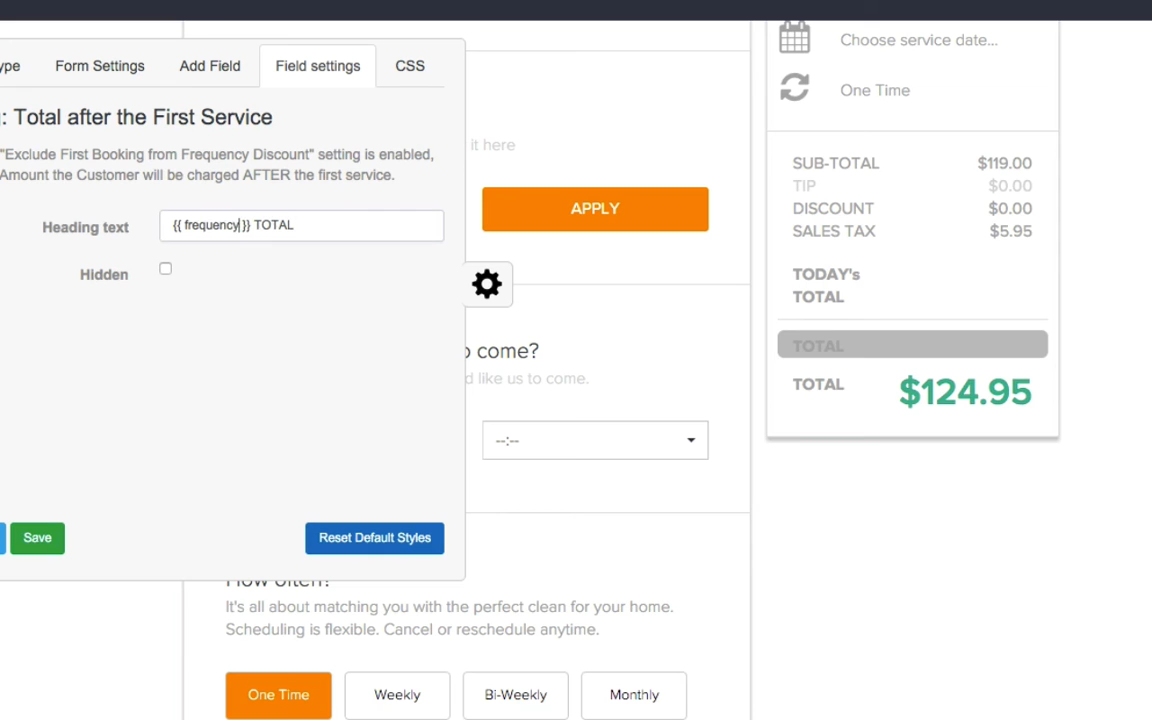 ype
Form Settings
Add Field
Field settings
CSS
: Total after the First Service
"Exclude First Booking from Frequency Discount" setting is enabled,
Amount the Customer will be charged AFTER the first service.
Heading text
{{ frequency }} TOTAL
Hidden
Save
Reset Default Styles
it here
APPLY
o come?
d like us to come.
--:--
How often?
It's all about matching you with the perfect clean for your home.
Scheduling is flexible. Cancel or reschedule anytime.
One Time
Weekly
Bi-Weekly
Monthly
Choose service date...
One Time
SUB-TOTAL $119.00
TIP $0.00
DISCOUNT $0.00
SALES TAX $5.95
TODAY's
TOTAL
TOTAL
TOTAL $124.95